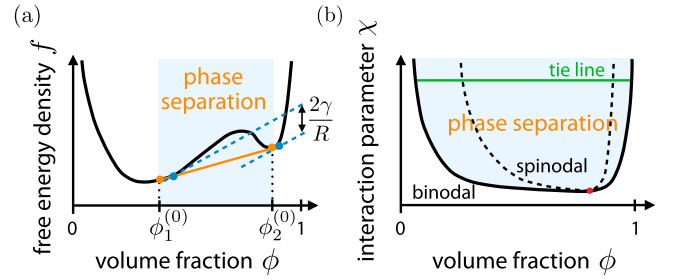 (a)
free energy density f
phase
separation
2γ
R
0
ϕ₁⁽⁰⁾
ϕ₂⁽⁰⁾
1
volume fraction ϕ
(b)
interaction parameter χ
tie line
phase separation
spinodal
binodal
0
1
volume fraction ϕ